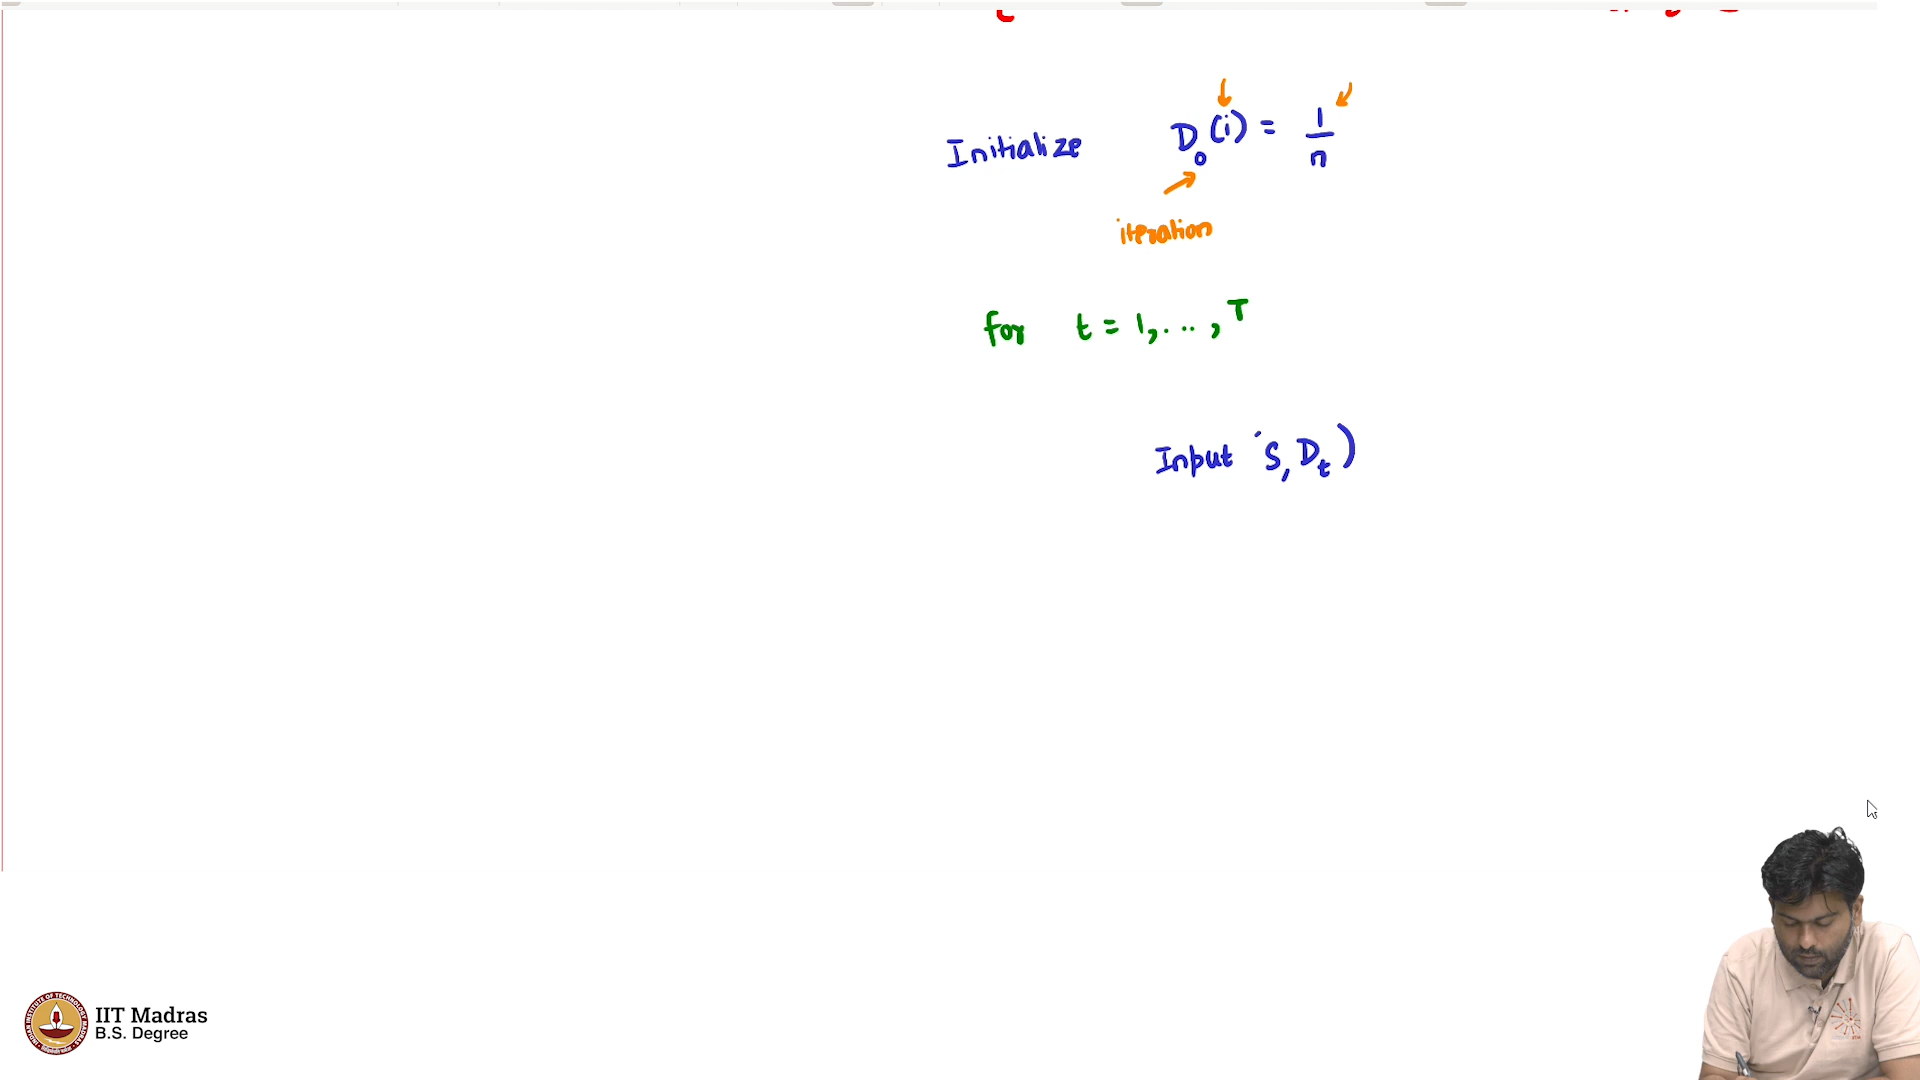 Initialize D₀(i) = 1/n
iteration
for t = 1, ..., T
Input S, Dₜ)
IIT Madras
B.S. Degree